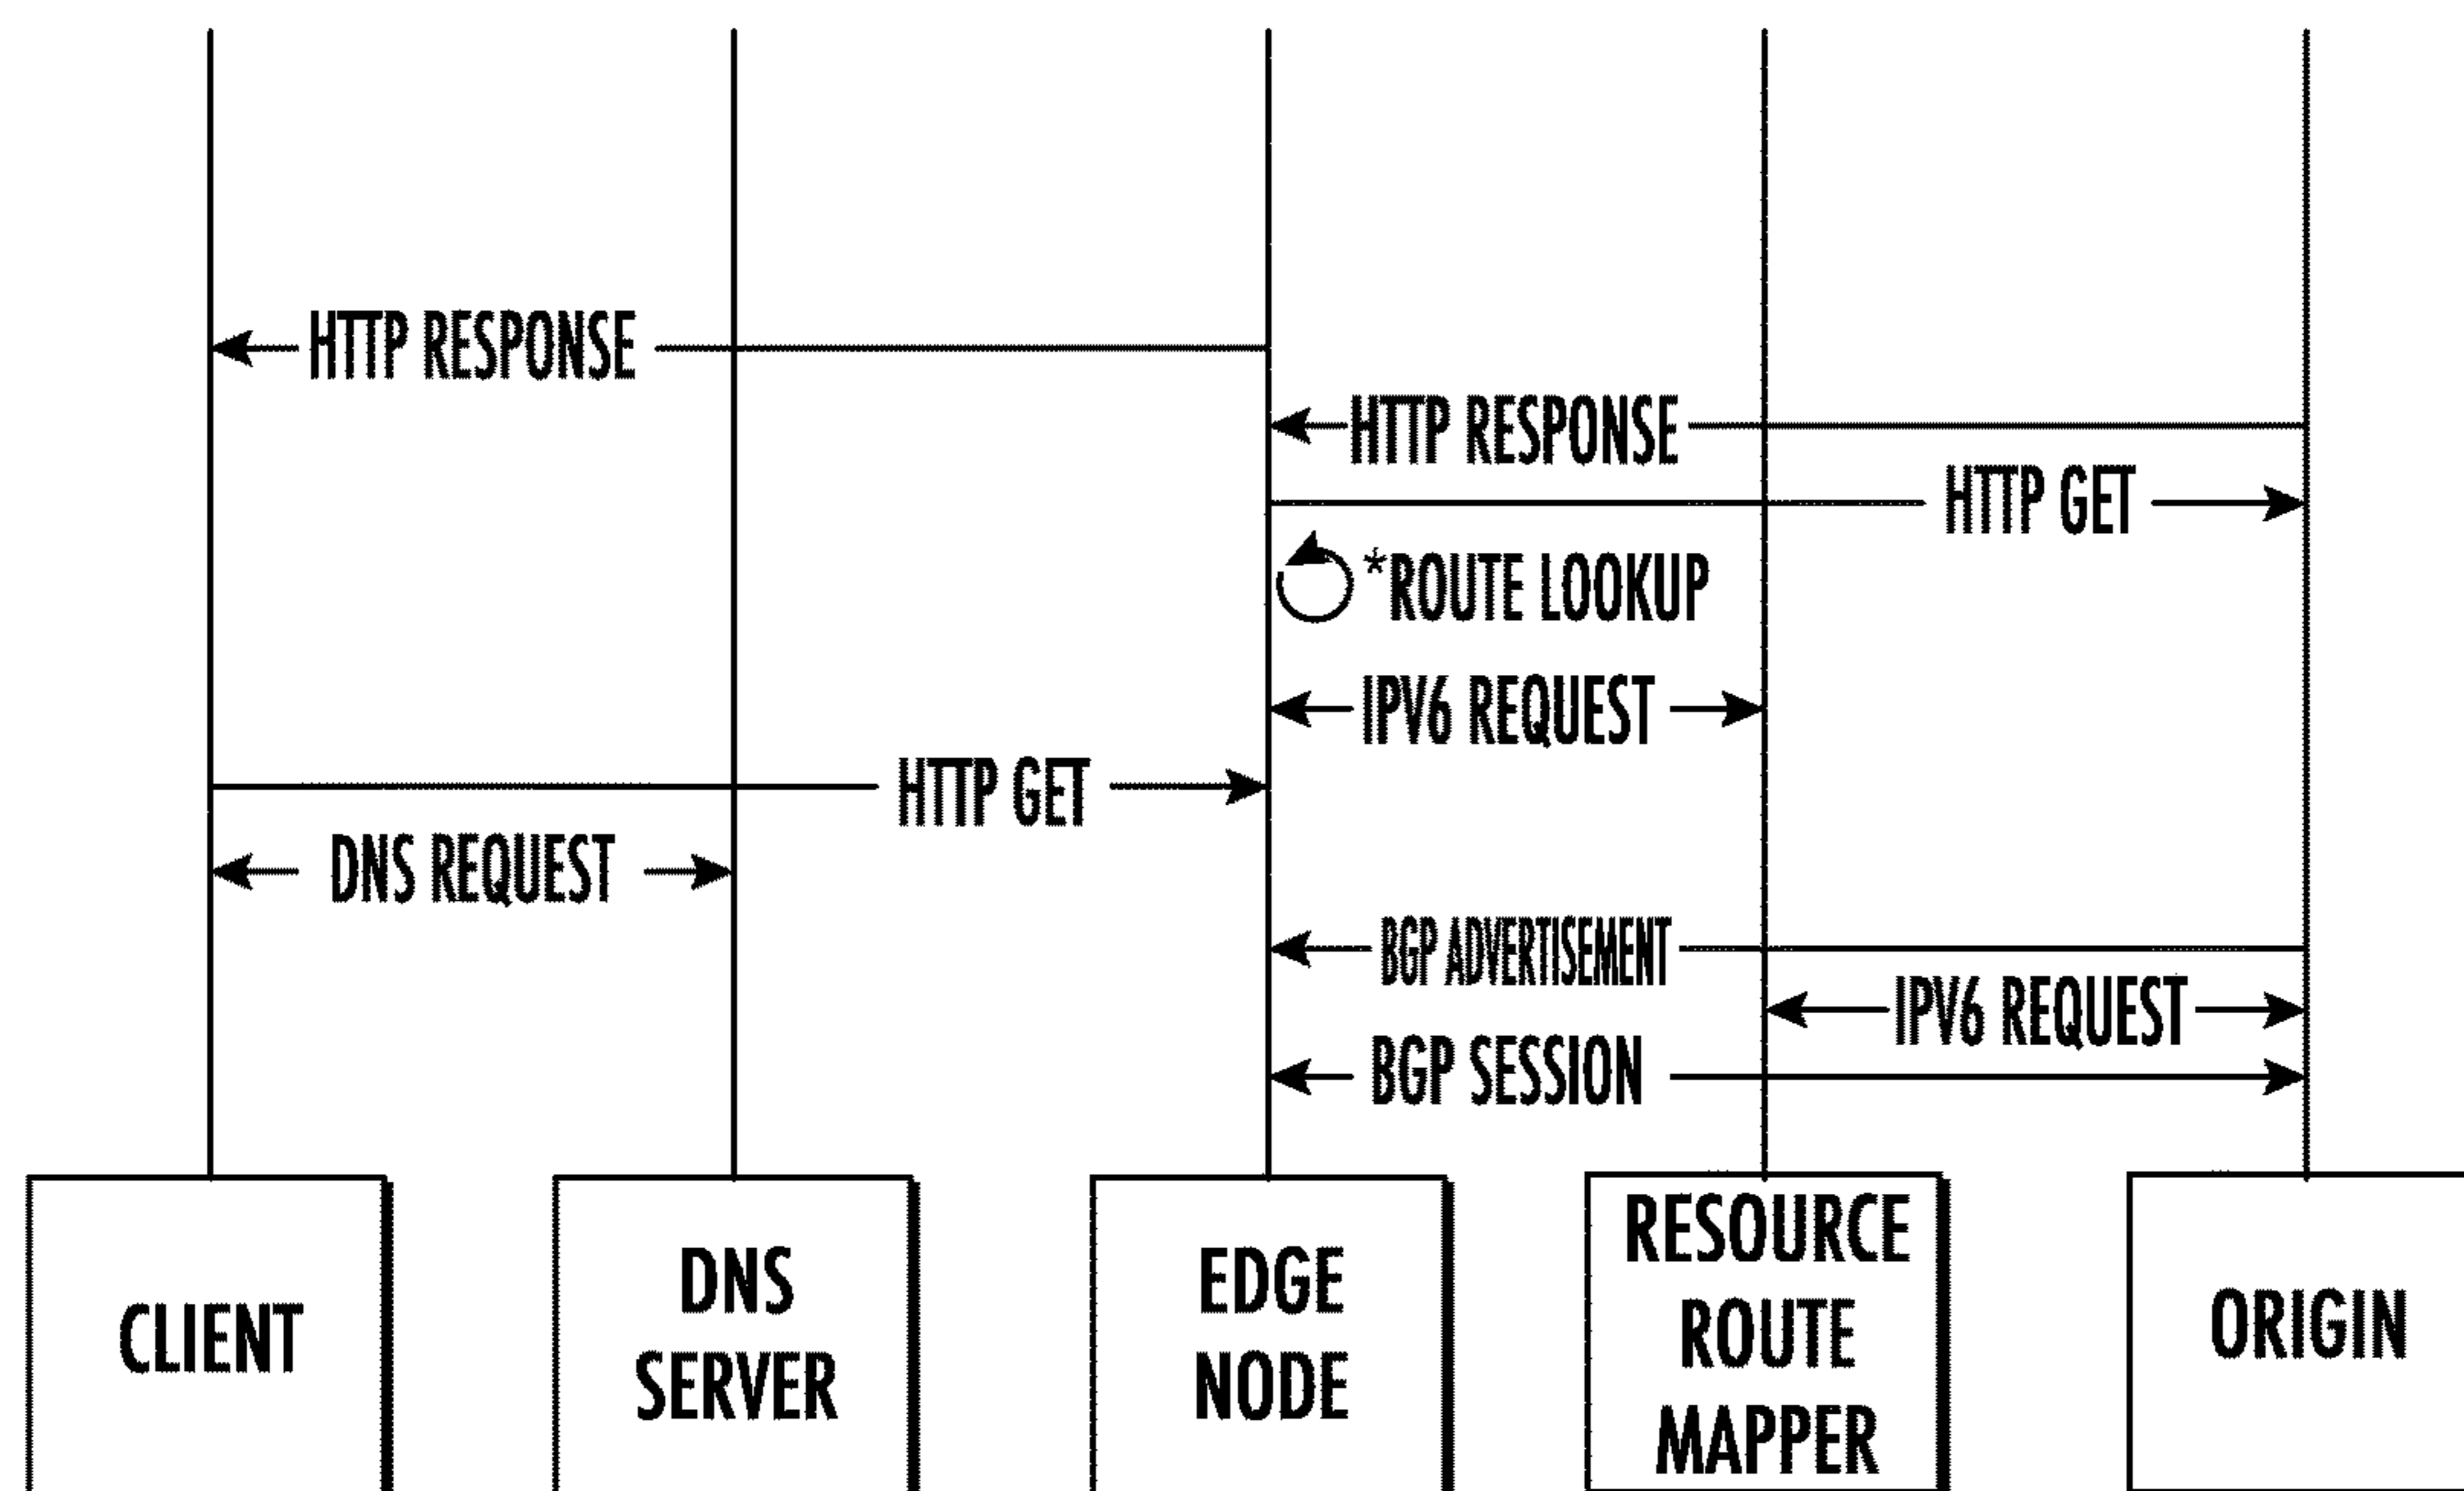 HTTP RESPONSE
HTTP RESPONSE
HTTP GET
*ROUTE LOOKUP
IPV6 REQUEST
HTTP GET
DNS REQUEST
BGP ADVERTISEMENT
IPV6 REQUEST
BGP SESSION
CLIENT
DNS
SERVER
EDGE
NODE
RESOURCE
ROUTE
MAPPER
ORIGIN